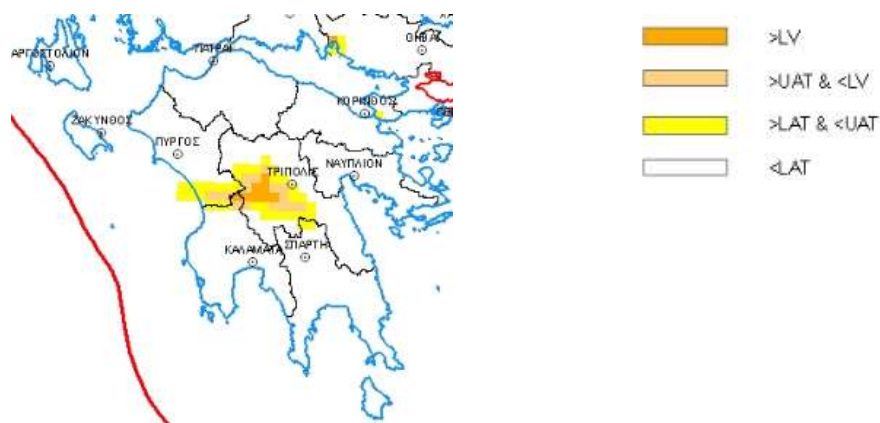 ΘΗΒΑΙ
ΠΑΤΡΑΙ
ΑΡΓΟΣΤΟΛΙΟΝ
ΚΟΡΙΝΘΟΣ
ΖΑΚΥΝΘΟΣ
ΠΥΡΓΟΣ
ΝΑΥΠΛΙΟΝ
ΤΡΙΠΟΛΙΣ
ΣΠΑΡΤΗ
ΚΑΛΑΜΑΤΑ
>LV
>UAT & <LV
>LAT & <UAT
<LAT